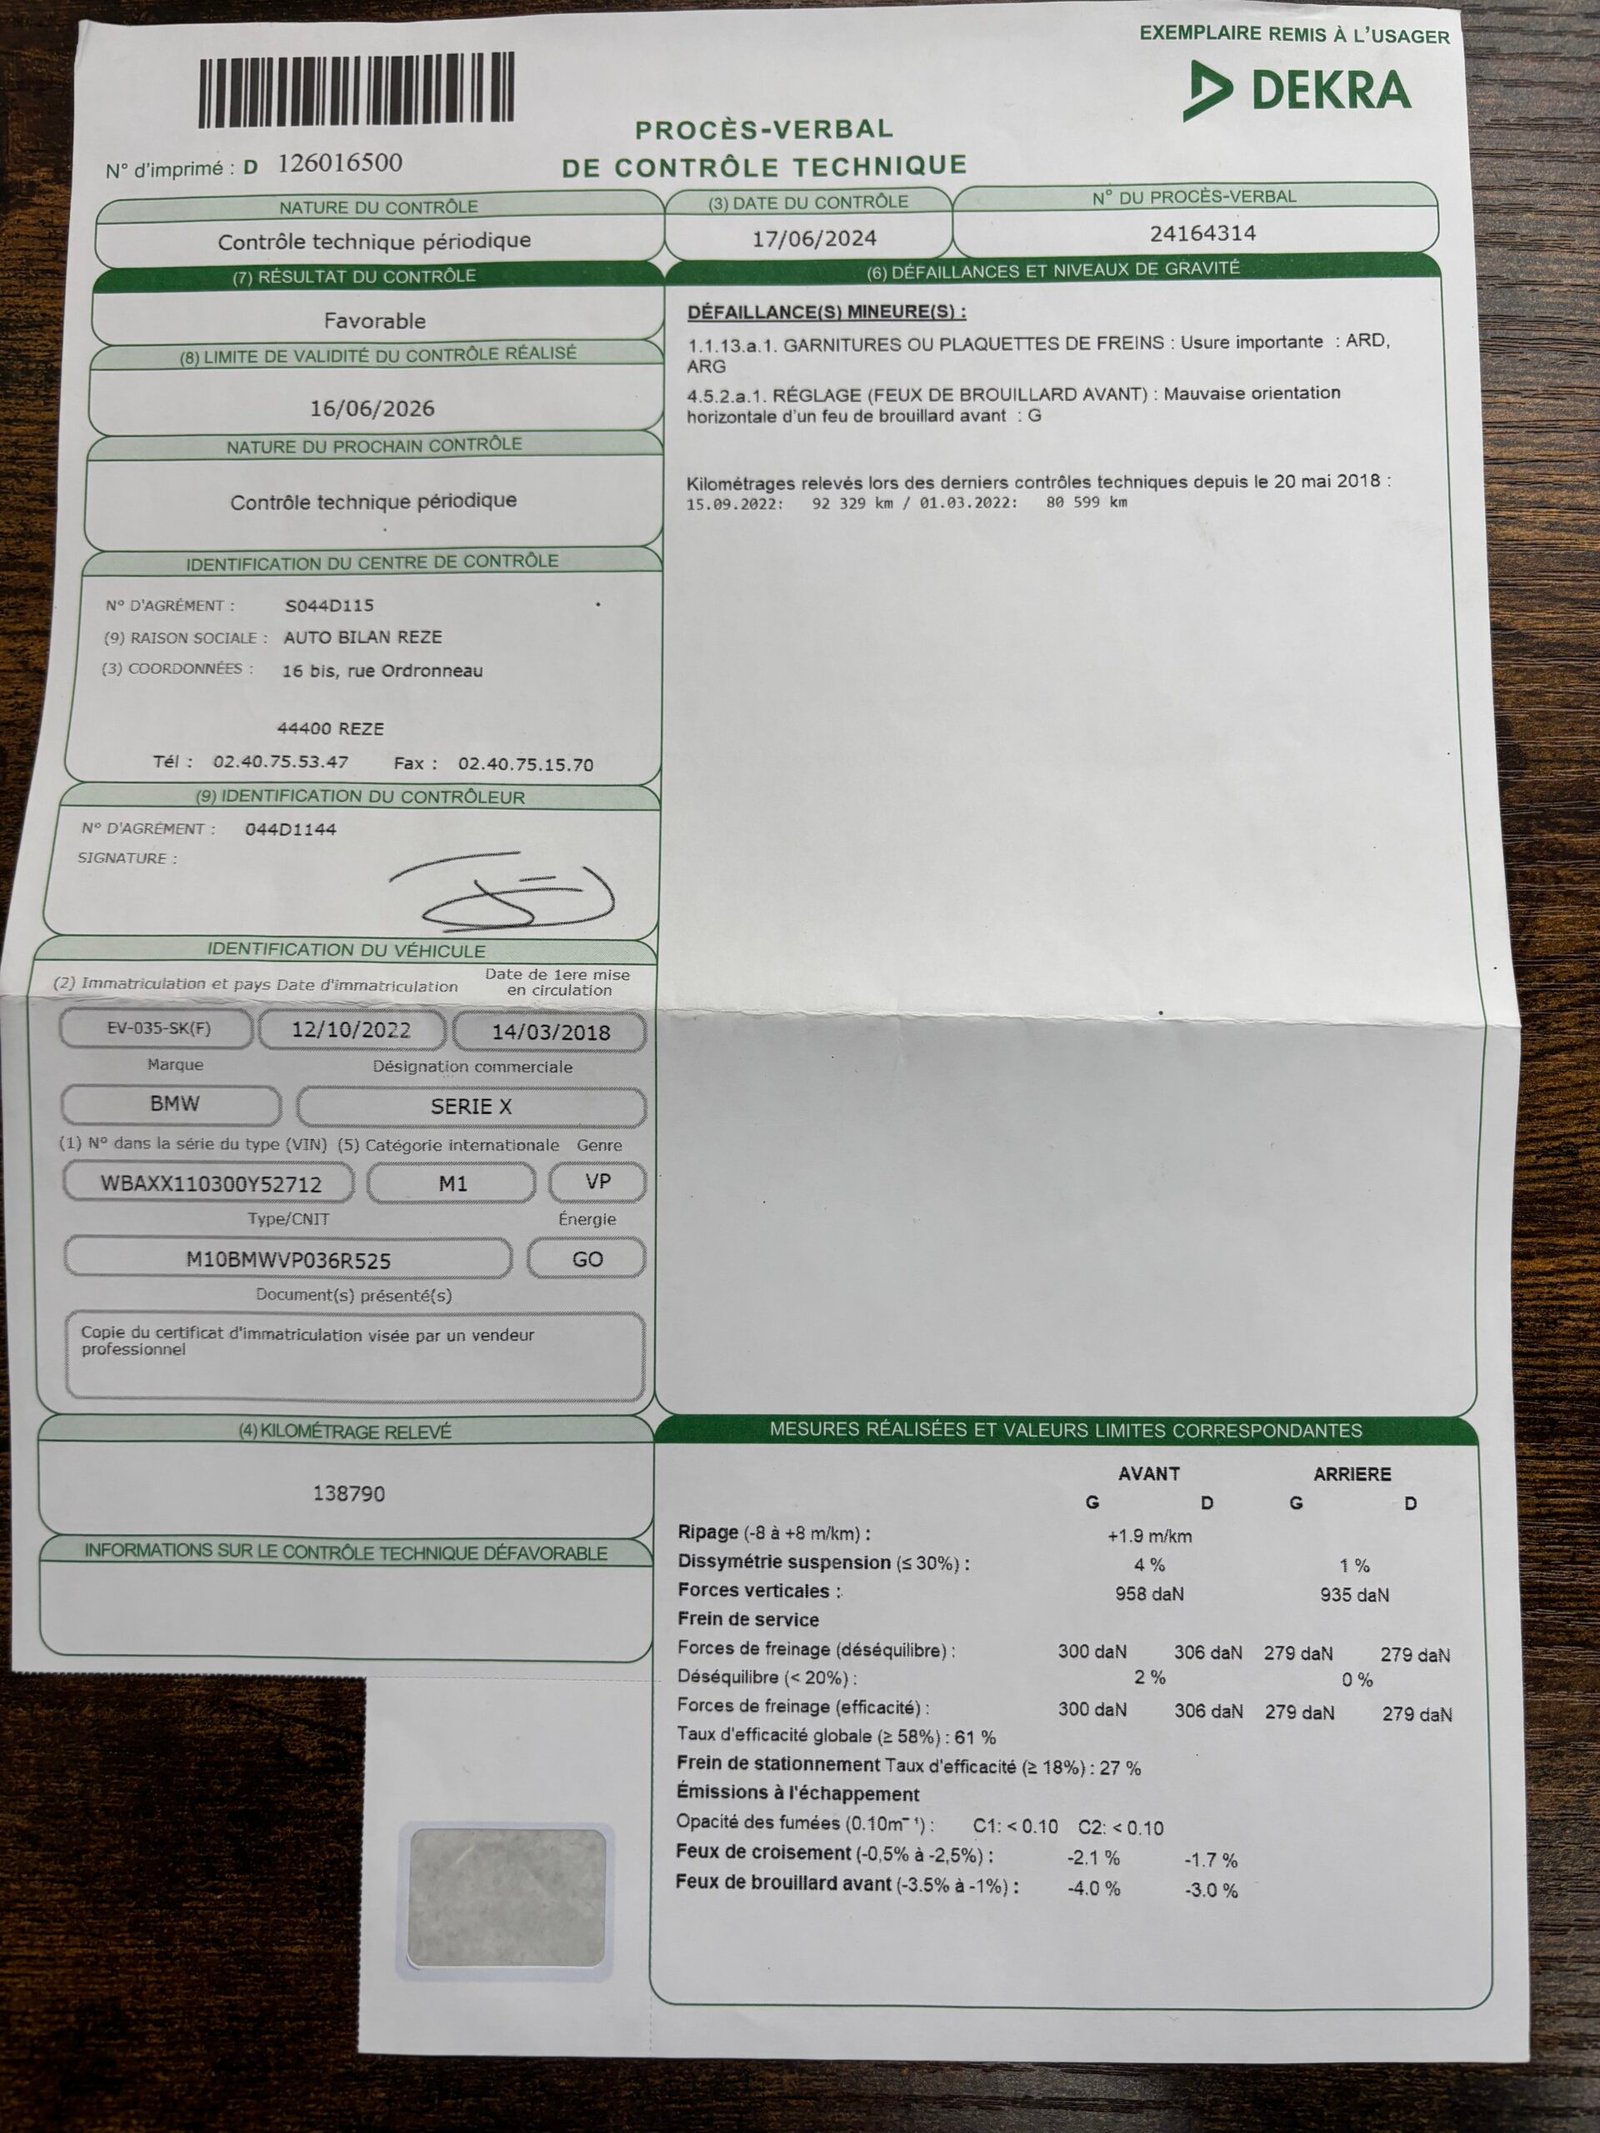 EXEMPLAIRE REMIS À L'USAGER
DEKRA
PROCÈS-VERBAL
DE CONTRÔLE TECHNIQUE
N° d'imprimé : D 126016500
NATURE DU CONTRÔLE
Contrôle technique périodique
(3) DATE DU CONTRÔLE
17/06/2024
N° DU PROCÈS-VERBAL
24164314
(7) RÉSULTAT DU CONTRÔLE
Favorable
(8) LIMITE DE VALIDITÉ DU CONTRÔLE RÉALISÉ
16/06/2026
NATURE DU PROCHAIN CONTRÔLE
Contrôle technique périodique
IDENTIFICATION DU CENTRE DE CONTRÔLE
N° D'AGRÉMENT : S044D115
(9) RAISON SOCIALE : AUTO BILAN REZE
(3) COORDONNÉES : 16 bis, rue Ordronneau
44400 REZE
Tél : 02.40.75.53.47 Fax : 02.40.75.15.70
(9) IDENTIFICATION DU CONTRÔLEUR
N° D'AGRÉMENT : 044D1144
SIGNATURE :
IDENTIFICATION DU VÉHICULE
(2) Immatriculation et pays Date d'immatriculation Date de 1ere mise
en circulation
EV-035-SK(F) 12/10/2022 14/03/2018
Marque Désignation commerciale
BMW SERIE X
(1) N° dans la série du type (VIN) (5) Catégorie internationale Genre
WBAXX110300Y52712 M1 VP
Type/CNIT Énergie
M10BMWVP036R525 GO
Document(s) présenté(s)
Copie du certificat d'immatriculation visée par un vendeur
professionnel
(4) KILOMÉTRAGE RELEVÉ
138790
INFORMATIONS SUR LE CONTRÔLE TECHNIQUE DÉFAVORABLE
(6) DÉFAILLANCES ET NIVEAUX DE GRAVITÉ
DÉFAILLANCE(S) MINEURE(S) :
1.1.13.a.1. GARNITURES OU PLAQUETTES DE FREINS : Usure importante : ARD,
ARG
4.5.2.a.1. RÉGLAGE (FEUX DE BROUILLARD AVANT) : Mauvaise orientation
horizontale d'un feu de brouillard avant : G
Kilométrages relevés lors des derniers contrôles techniques depuis le 20 mai 2018 :
15.09.2022: 92 329 km / 01.03.2022: 80 599 km
MESURES RÉALISÉES ET VALEURS LIMITES CORRESPONDANTES
AVANT ARRIERE
G D G D
Ripage (-8 à +8 m/km) : +1.9 m/km
Dissymétrie suspension (≤ 30%) : 4 % 1 %
Forces verticales : 958 daN 935 daN
Frein de service
Forces de freinage (déséquilibre) : 300 daN 306 daN 279 daN 279 daN
Déséquilibre (< 20%) : 2 % 0 %
Forces de freinage (efficacité) : 300 daN 306 daN 279 daN 279 daN
Taux d'efficacité globale (≥ 58%) : 61 %
Frein de stationnement Taux d'efficacité (≥ 18%) : 27 %
Émissions à l'échappement
Opacité des fumées (0.10m⁻¹) : C1: < 0.10 C2: < 0.10
Feux de croisement (-0,5% à -2,5%) : -2.1 % -1.7 %
Feux de brouillard avant (-3.5% à -1%) : -4.0 % -3.0 %